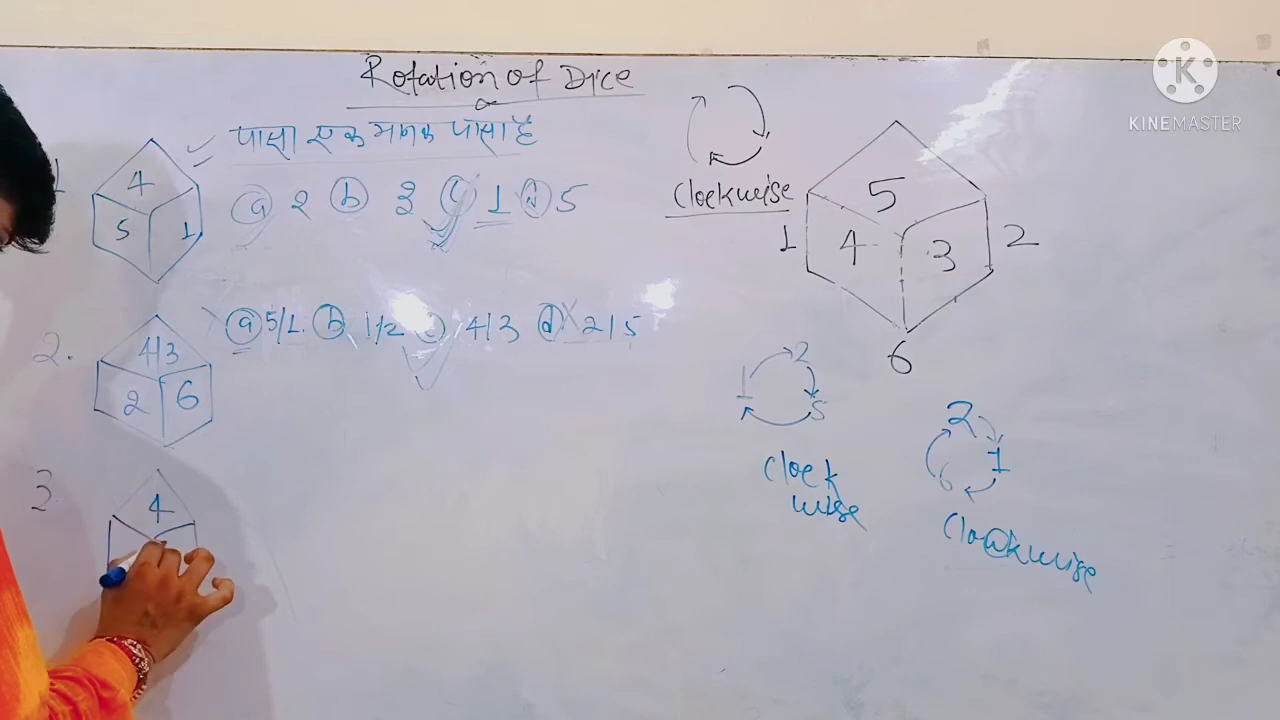 Rotation of Dice
पासा एक मानक पासा है
4
5 1
ⓐ 2 ⓑ 3 ⓒ 1 ⓓ 5
2.
4/3
2 6
ⓐ 5/1 ⓑ 1/2 ⓒ 4/3 ⓓ 2/5
3
4
Clockwise
5
1 4 3 2
6
1 2 5
Clock
wise
2 1 6
Clockwise
K
KINEMASTER